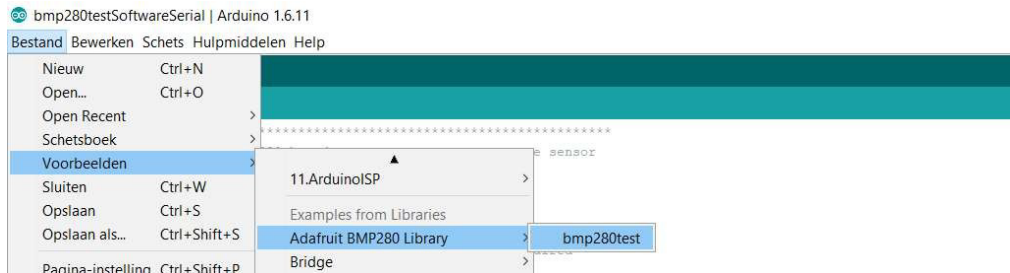 bmp280testSoftwareSerial | Arduino 1.6.11
Bestand Bewerken Schets Hulpmiddelen Help
Nieuw Ctrl+N
Open... Ctrl+O
Open Recent >
Schetsboek >
Voorbeelden >
Sluiten Ctrl+W
Opslaan Ctrl+S
Opslaan als... Ctrl+Shift+S
Pagina-instelling Ctrl+Shift+P
*********************************************
e sensor
▲
11.ArduinoISP >
Examples from Libraries
Adafruit BMP280 Library >
bmp280test
Bridge >